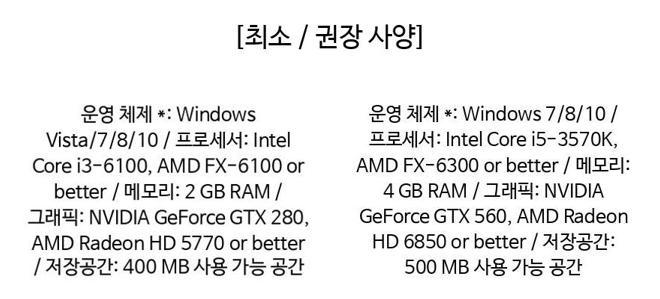 [최소 / 권장 사양]
운영 체제 *: Windows
Vista/7/8/10 / 프로세서: Intel
Core i3-6100, AMD FX-6100 or
better / 메모리: 2 GB RAM /
그래픽: NVIDIA GeForce GTX 280,
AMD Radeon HD 5770 or better
/ 저장공간: 400 MB 사용 가능 공간
운영 체제 *: Windows 7/8/10 /
프로세서: Intel Core i5-3570K,
AMD FX-6300 or better / 메모리:
4 GB RAM / 그래픽: NVIDIA
GeForce GTX 560, AMD Radeon
HD 6850 or better / 저장공간:
500 MB 사용 가능 공간